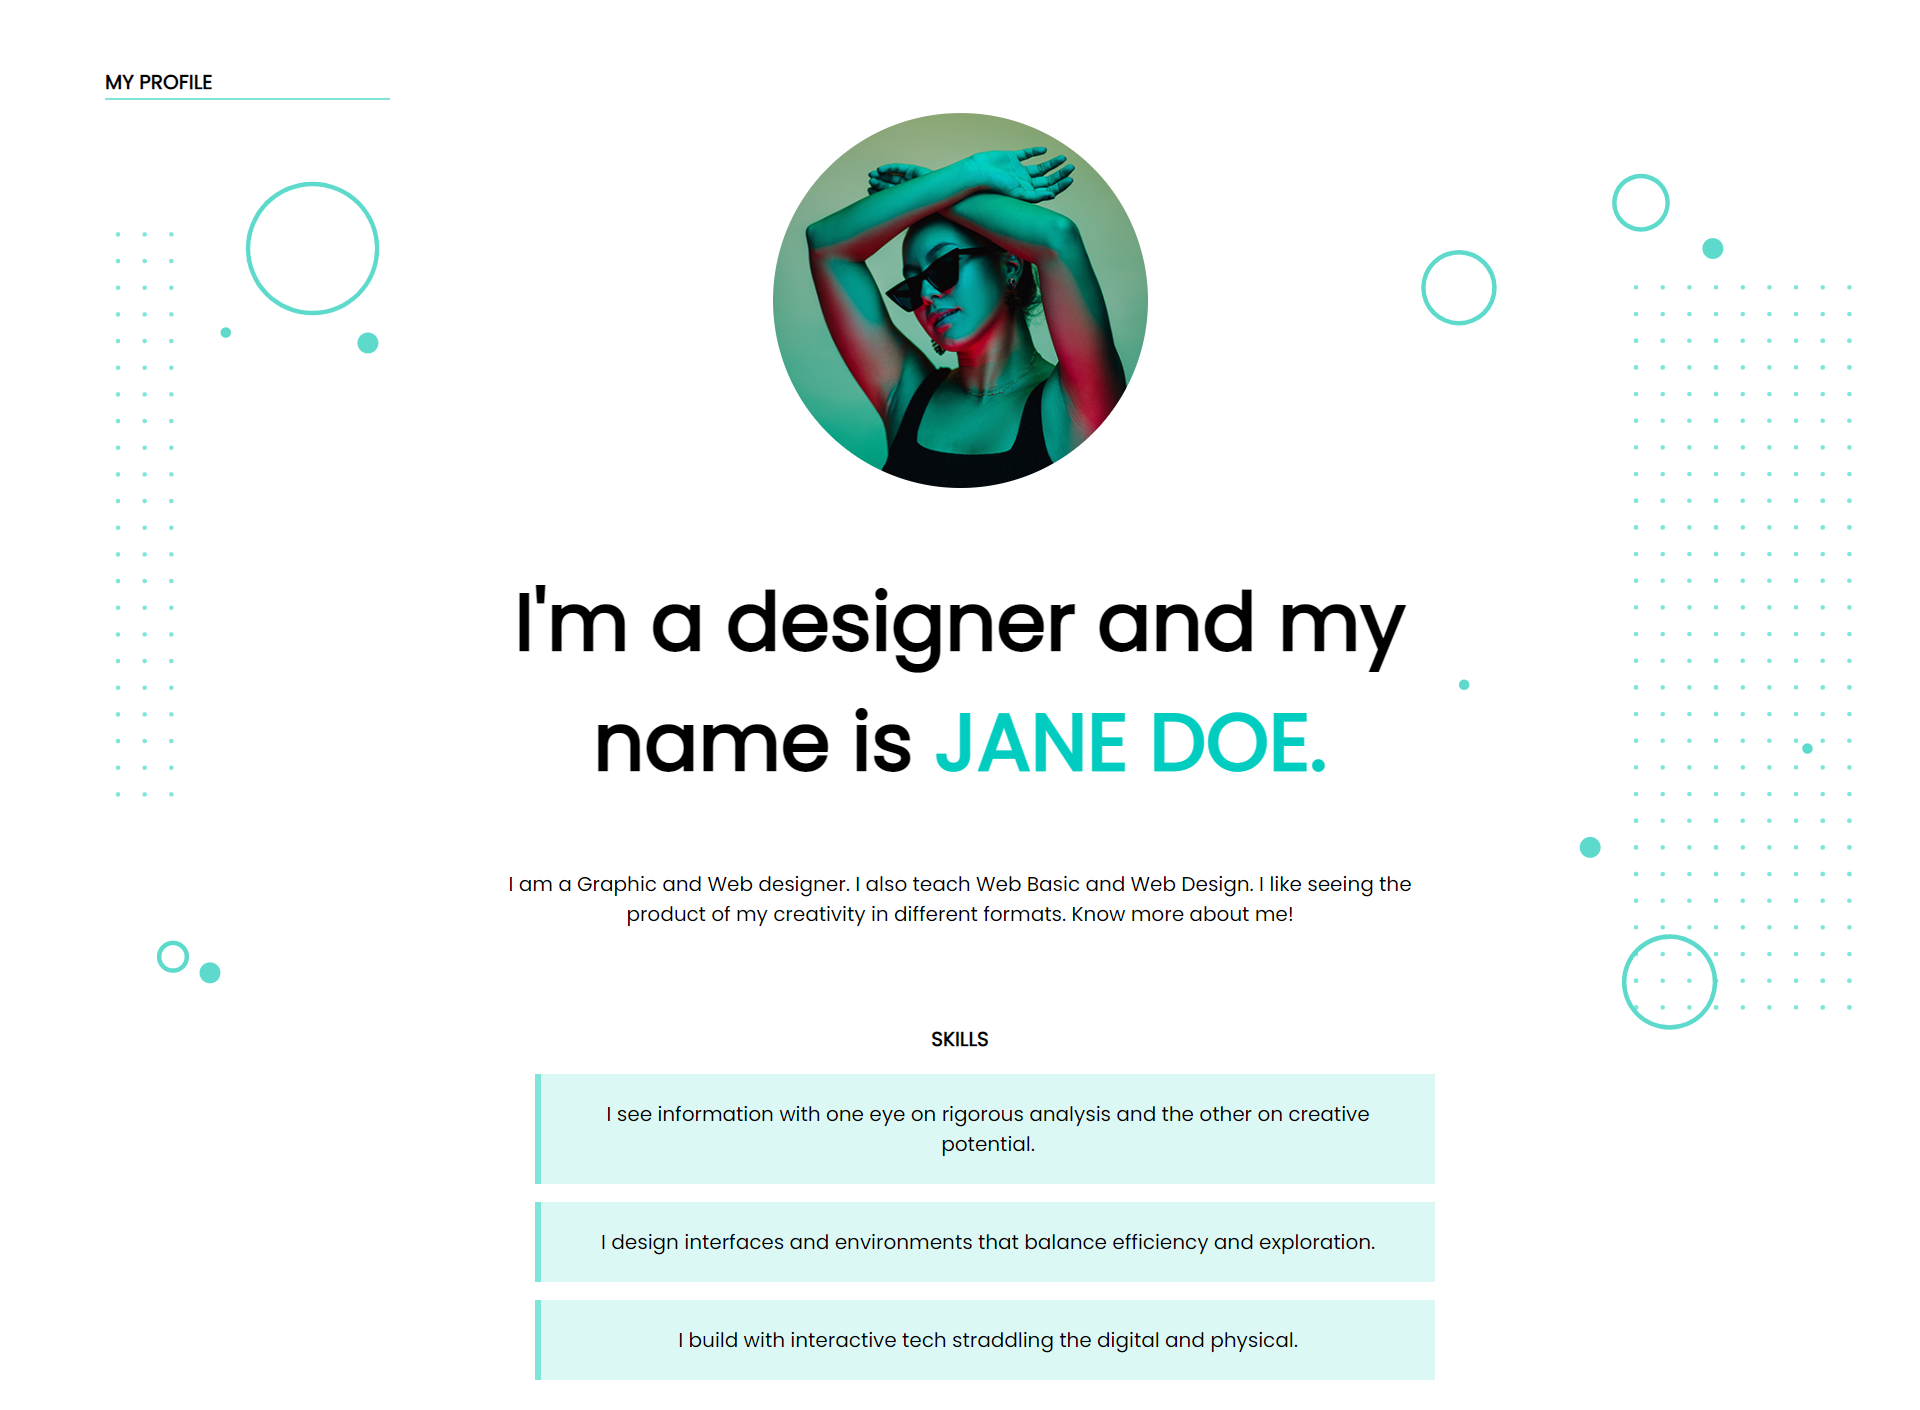 MY PROFILE
I'm a designer and my
name is JANE DOE.
I am a Graphic and Web designer. I also teach Web Basic and Web Design. I like seeing the
product of my creativity in different formats. Know more about me!
SKILLS
I see information with one eye on rigorous analysis and the other on creative
potential.
I design interfaces and environments that balance efficiency and exploration.
I build with interactive tech straddling the digital and physical.